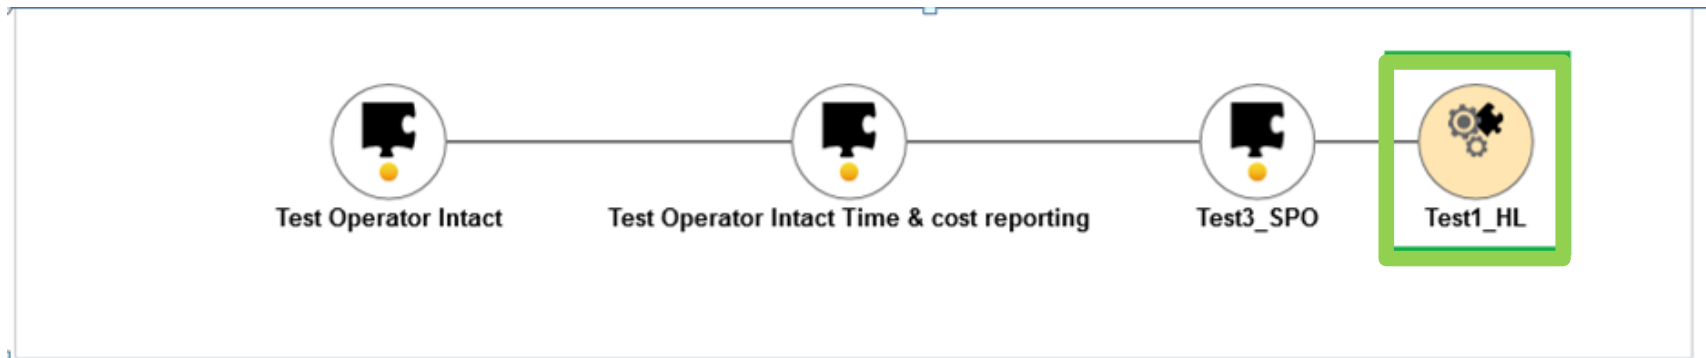 Test Operator Intact
Test Operator Intact Time & cost reporting
Test3_SPO
Test1_HL